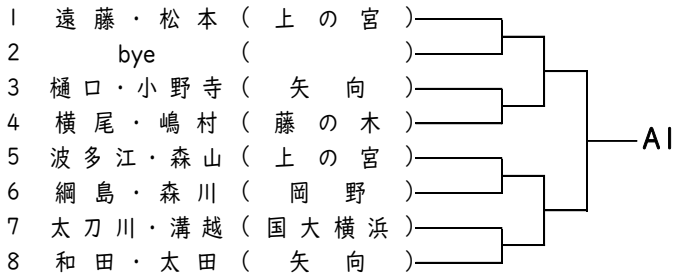 1 遠藤・松本 ( 上の宮 )
2 bye ( )
3 樋口・小野寺 ( 矢向 )
4 横尾・嶋村 ( 藤の木 )
5 波多江・森山 ( 上の宮 )
6 綱島・森川 ( 岡野 )
7 太刀川・溝越 ( 国大横浜 )
8 和田・太田 ( 矢向 )
A1